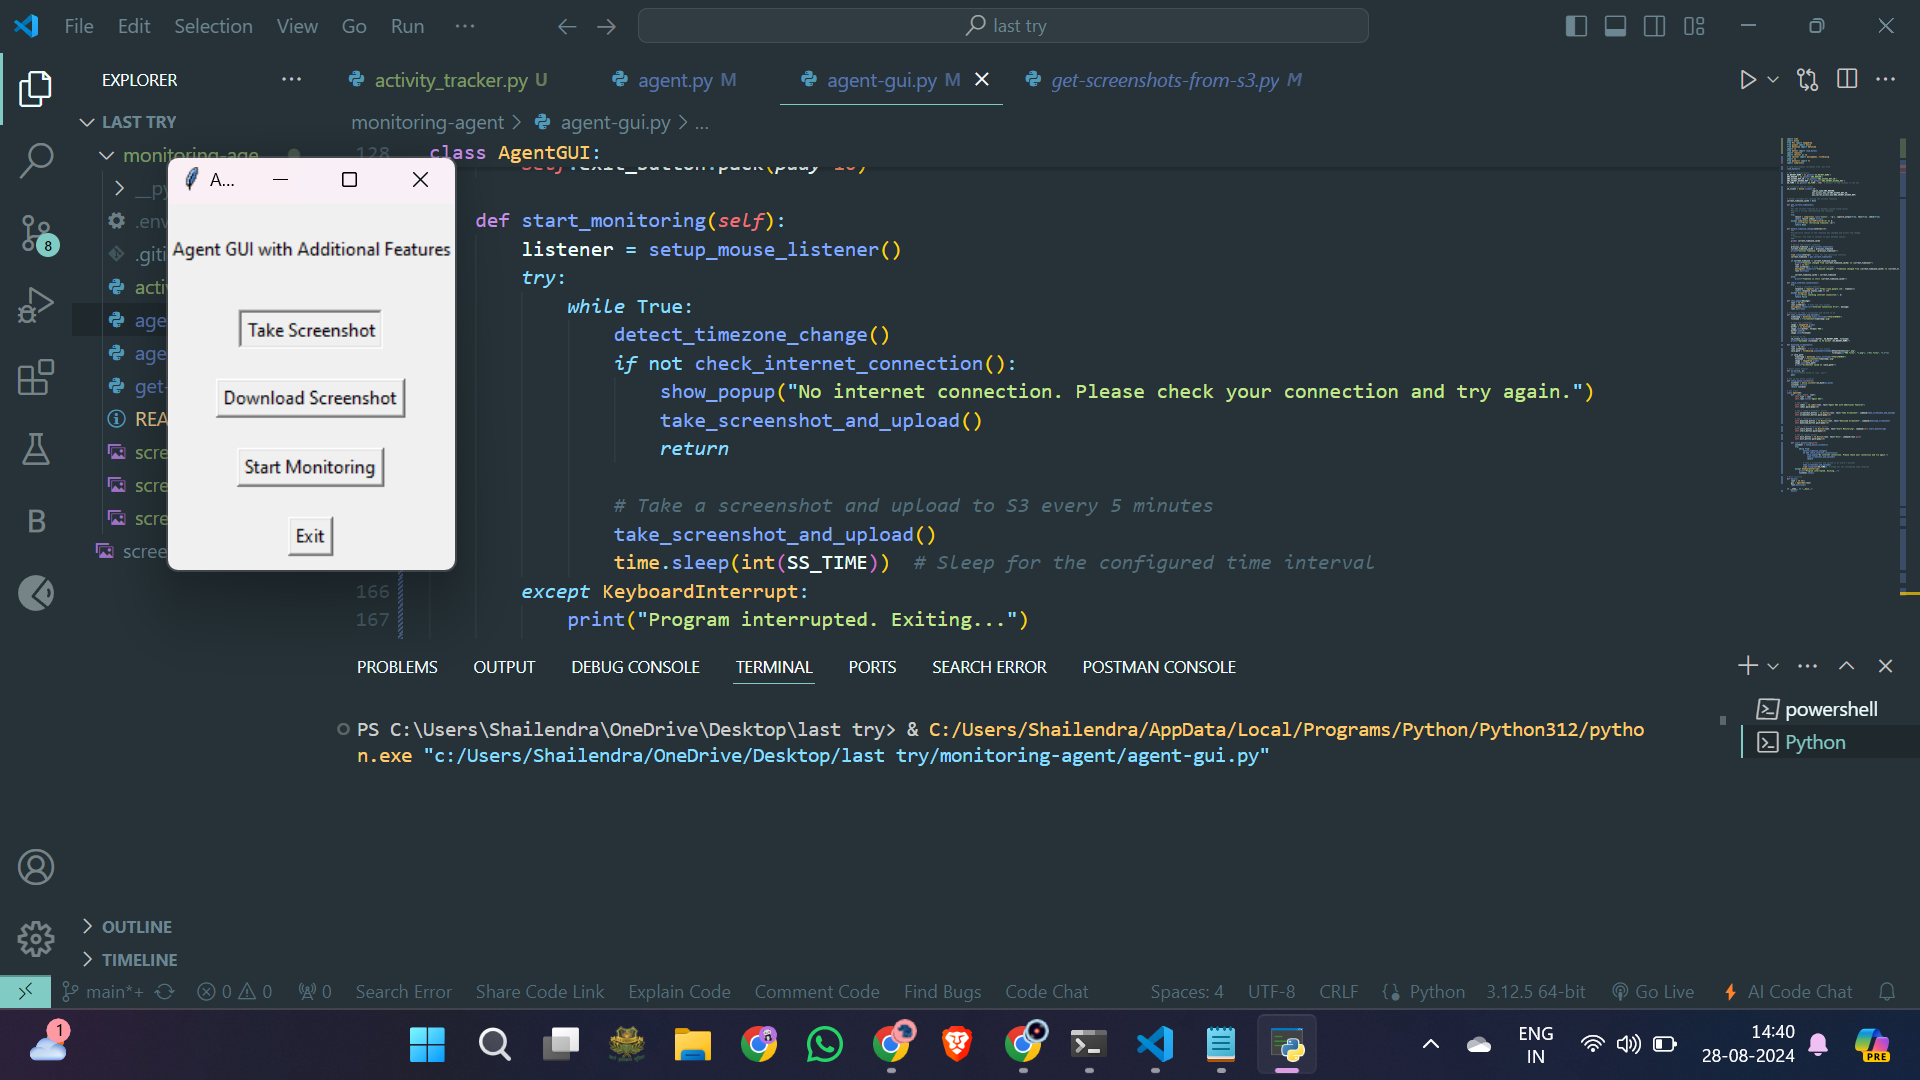 File Edit Selection View Go Run ...
last try
EXPLORER
activity_tracker.py U
agent.py M
agent-gui.py M
get-screenshots-from-s3.py M
LAST TRY
monitoring-agent > agent-gui.py > ...
monitoring-age
128 class AgentGUI:
A...
Agent GUI with Additional Features
Take Screenshot
Download Screenshot
Start Monitoring
Exit
__py
.env
.giti
activ
age
age
get-
REA
scre
scre
scre
scree
def start_monitoring(self):
listener = setup_mouse_listener()
try:
while True:
detect_timezone_change()
if not check_internet_connection():
show_popup("No internet connection. Please check your connection and try again.")
take_screenshot_and_upload()
return
# Take a screenshot and upload to S3 every 5 minutes
take_screenshot_and_upload()
time.sleep(int(SS_TIME)) # Sleep for the configured time interval
166 except KeyboardInterrupt:
167 print("Program interrupted. Exiting...")
PROBLEMS OUTPUT DEBUG CONSOLE TERMINAL PORTS SEARCH ERROR POSTMAN CONSOLE
PS C:\Users\Shailendra\OneDrive\Desktop\last try> & C:/Users/Shailendra/AppData/Local/Programs/Python/Python312/pytho
n.exe "c:/Users/Shailendra/OneDrive/Desktop/last try/monitoring-agent/agent-gui.py"
powershell
Python
8
B
OUTLINE
TIMELINE
main*+ 0 0 0 Search Error Share Code Link Explain Code Comment Code Find Bugs Code Chat Spaces: 4 UTF-8 CRLF Python 3.12.5 64-bit Go Live AI Code Chat
1
ENG
IN
14:40
28-08-2024
PRE